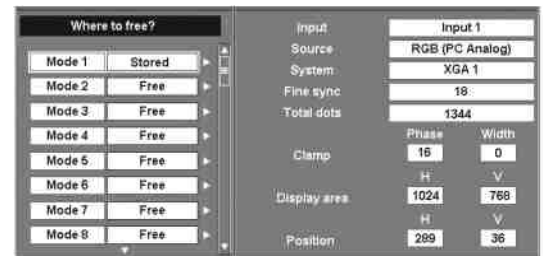 Where to free?
Mode 1 Stored
Mode 2 Free
Mode 3 Free
Mode 4 Free
Mode 5 Free
Mode 6 Free
Mode 7 Free
Mode 8 Free
Input Input 1
Source RGB (PC Analog)
System XGA 1
Fine sync 18
Total dots 1344
Phase Width
Clamp 16 0
H V
Display area 1024 768
H V
Position 289 36